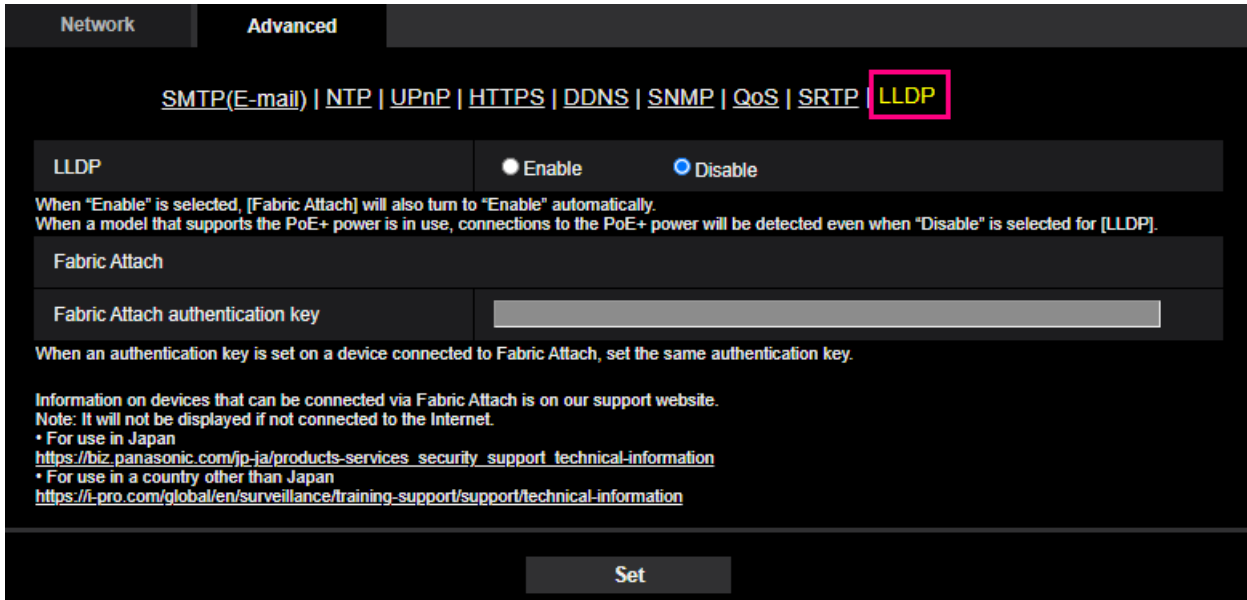 Network Advanced
SMTP(E-mail) | NTP | UPnP | HTTPS | DDNS | SNMP | QoS | SRTP | LLDP
LLDP Enable Disable
When “Enable” is selected, [Fabric Attach] will also turn to “Enable” automatically.
When a model that supports the PoE+ power is in use, connections to the PoE+ power will be detected even when “Disable” is selected for [LLDP].
Fabric Attach
Fabric Attach authentication key
When an authentication key is set on a device connected to Fabric Attach, set the same authentication key.
Information on devices that can be connected via Fabric Attach is on our support website.
Note: It will not be displayed if not connected to the Internet.
• For use in Japan
https://biz.panasonic.com/jp-ja/products-services_security_support_technical-information
• For use in a country other than Japan
https://i-pro.com/global/en/surveillance/training-support/support/technical-information
Set